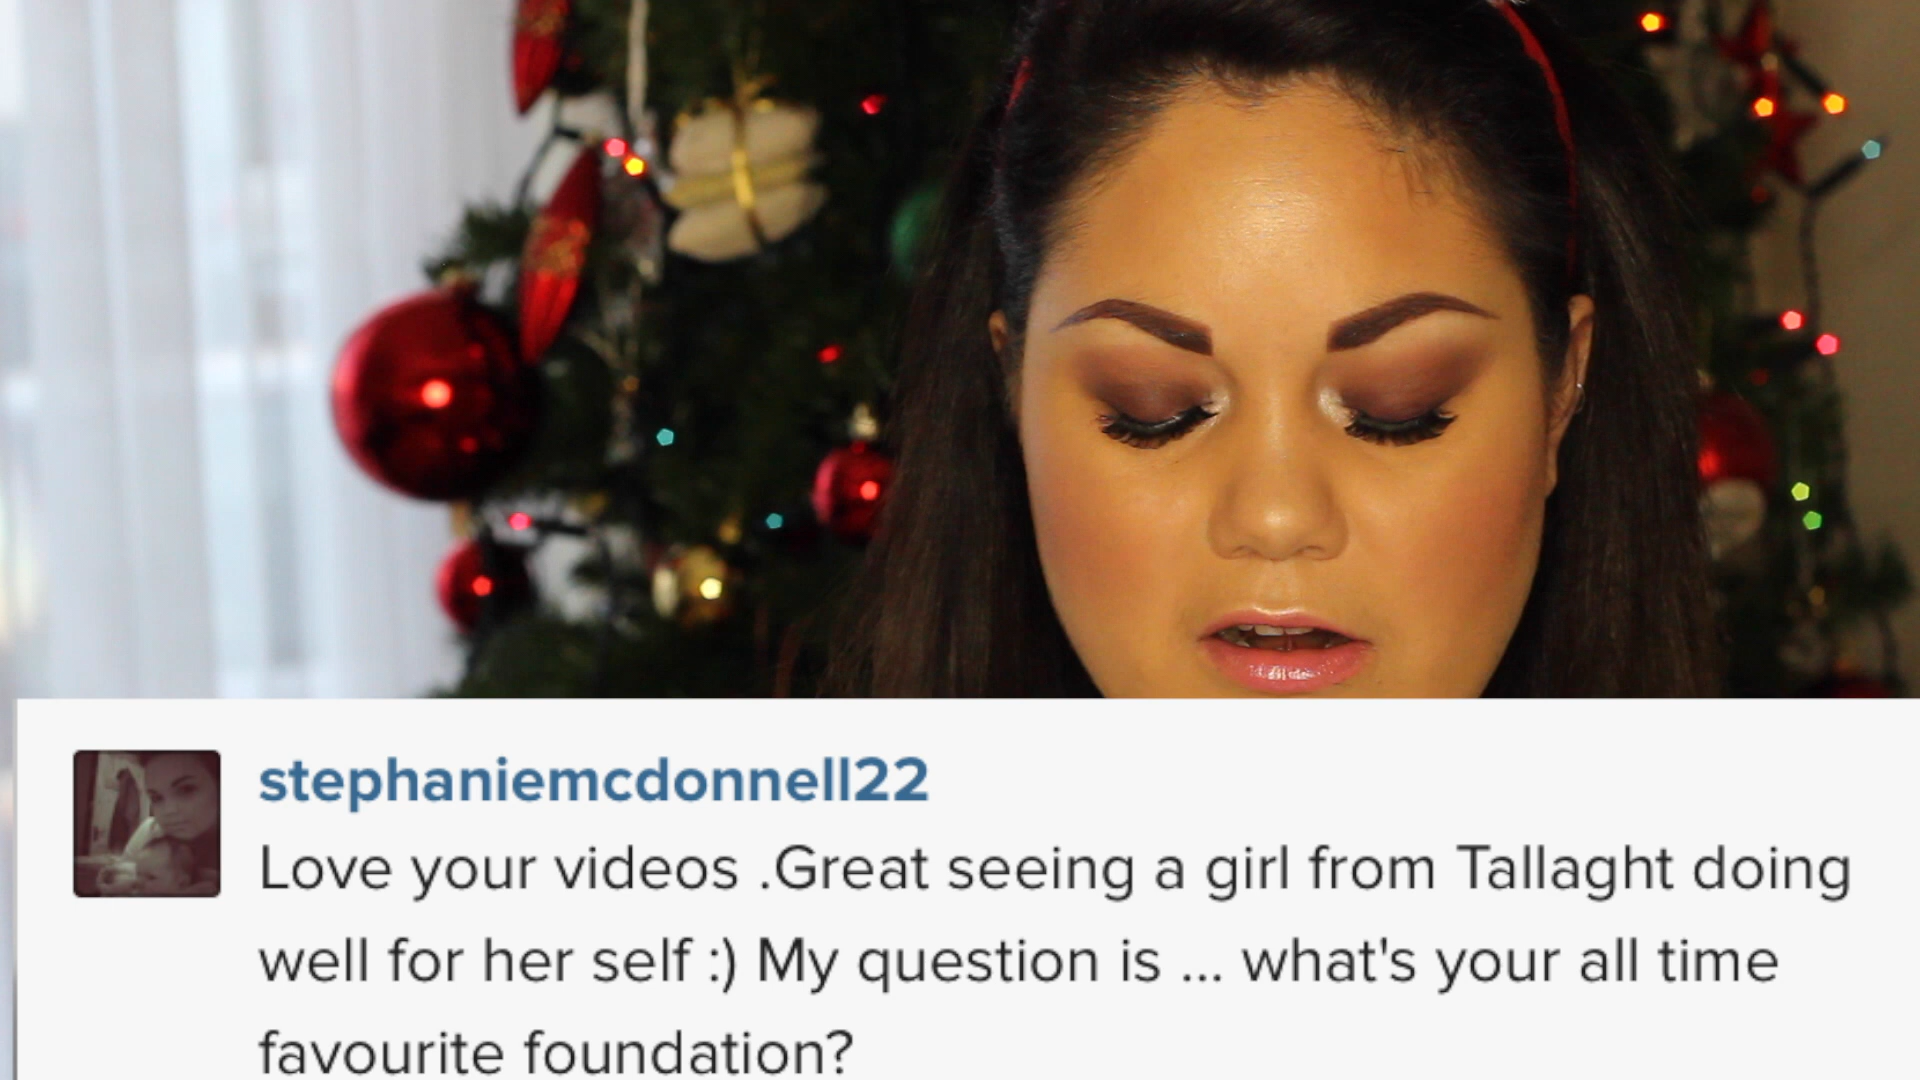 stephaniemcdonnell22
Love your videos .Great seeing a girl from Tallaght doing
well for her self :) My question is ... what's your all time
favourite foundation?